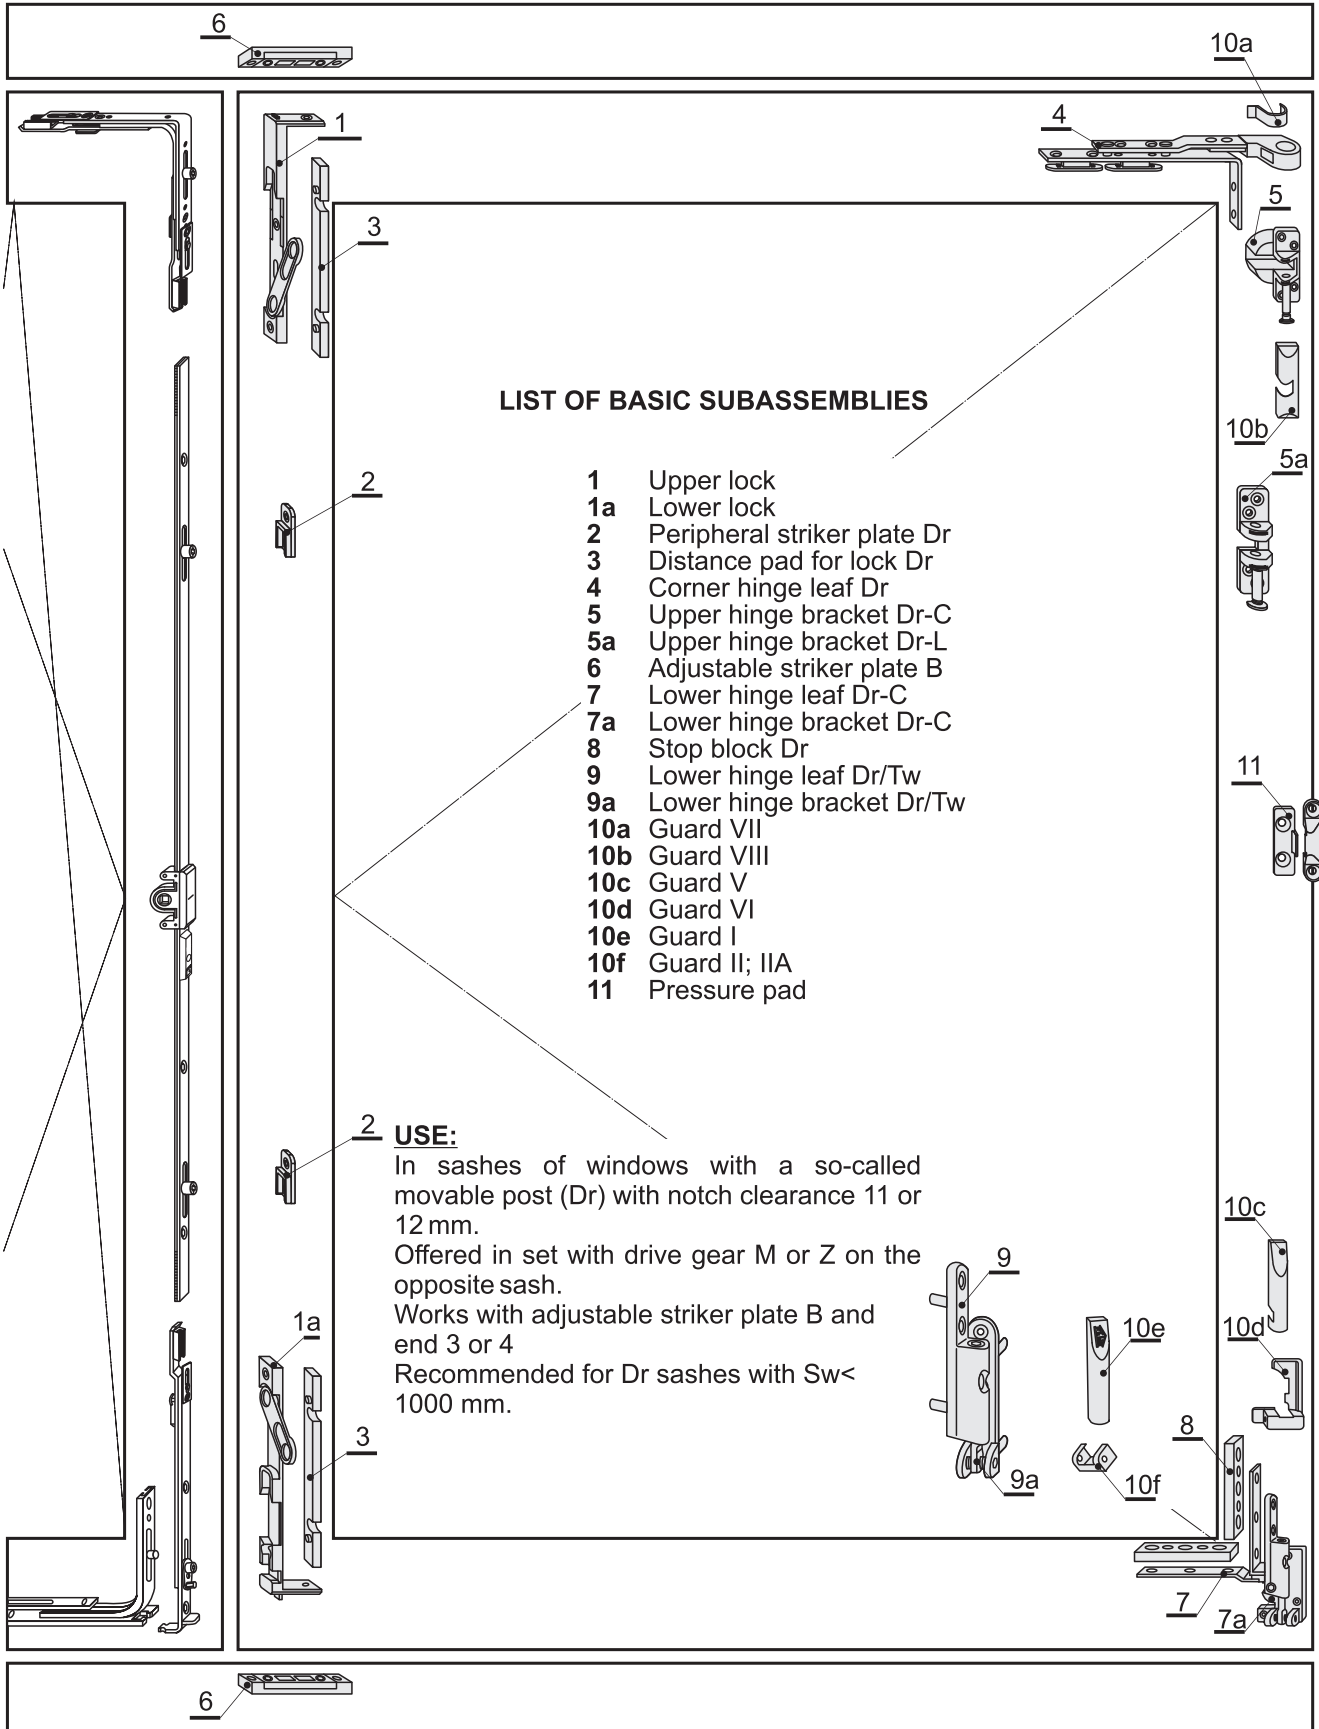 6
10a
1
4
3
5
LIST OF BASIC SUBASSEMBLIES
10b
5a
2
1 Upper lock
1a Lower lock
2 Peripheral striker plate Dr
3 Distance pad for lock Dr
4 Corner hinge leaf Dr
5 Upper hinge bracket Dr-C
5a Upper hinge bracket Dr-L
6 Adjustable striker plate B
7 Lower hinge leaf Dr-C
7a Lower hinge bracket Dr-C
8 Stop block Dr
9 Lower hinge leaf Dr/Tw
9a Lower hinge bracket Dr/Tw
10a Guard VII
10b Guard VIII
10c Guard V
10d Guard VI
10e Guard I
10f Guard II; IIA
11 Pressure pad
11
2
USE:
In sashes of windows with a so-called
movable post (Dr) with notch clearance 11 or
12 mm.
Offered in set with drive gear M or Z on the
opposite sash.
Works with adjustable striker plate B and
end 3 or 4
Recommended for Dr sashes with Sw<
1000 mm.
10c
9
1a
10e
10d
3
8
9a
10f
7
7a
6